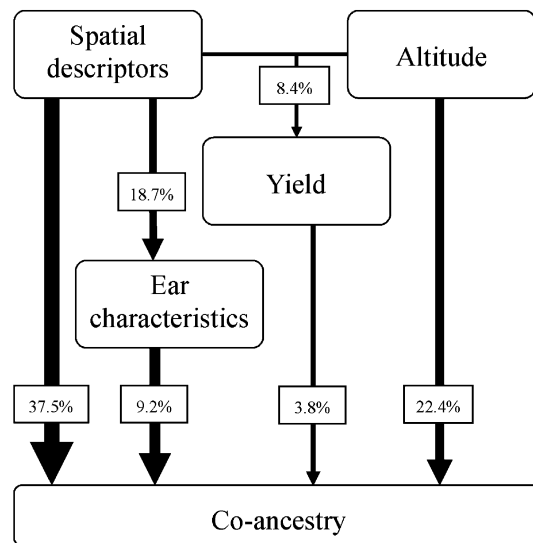 Spatial
descriptors
Altitude
8.4%
Yield
18.7%
Ear
characteristics
37.5%
9.2%
3.8%
22.4%
Co-ancestry